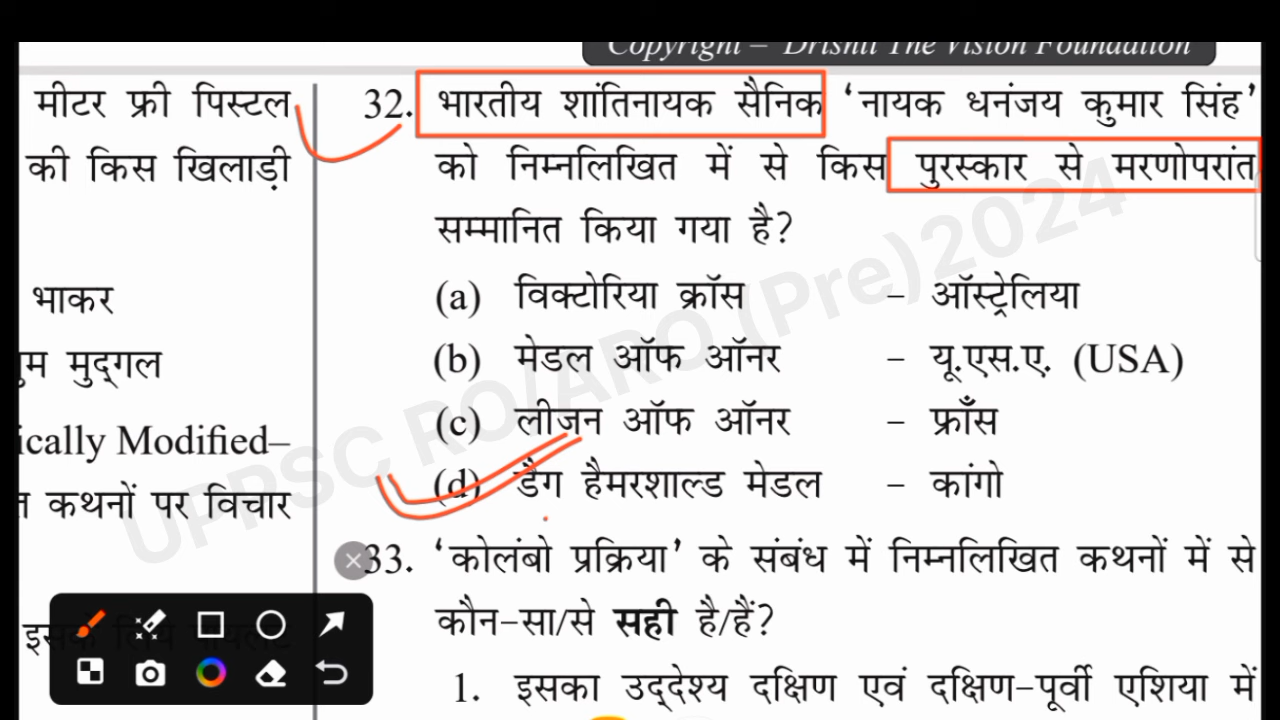 Copyright – Drishti The Vision Foundation
मीटर फ्री पिस्टल
की किस खिलाड़ी
भाकर
मुद्गल
ically Modified–
कथनों पर विचार
32. भारतीय शांतिनायक सैनिक ‘नायक धनंजय कुमार सिंह’
को निम्नलिखित में से किस पुरस्कार से मरणोपरांत
सम्मानित किया गया है?
(a) विक्टोरिया क्रॉस – ऑस्ट्रेलिया
(b) मेडल ऑफ ऑनर – यू.एस.ए. (USA)
(c) लीजन ऑफ ऑनर – फ्राँस
(d) डैग हैमरशाल्ड मेडल – कांगो
33. ‘कोलंबो प्रक्रिया’ के संबंध में निम्नलिखित कथनों में से
कौन-सा/से सही है/हैं?
1. इसका उद्देश्य दक्षिण एवं दक्षिण-पूर्वी एशिया में
UPPSC RO/ARO (Pre) 2024